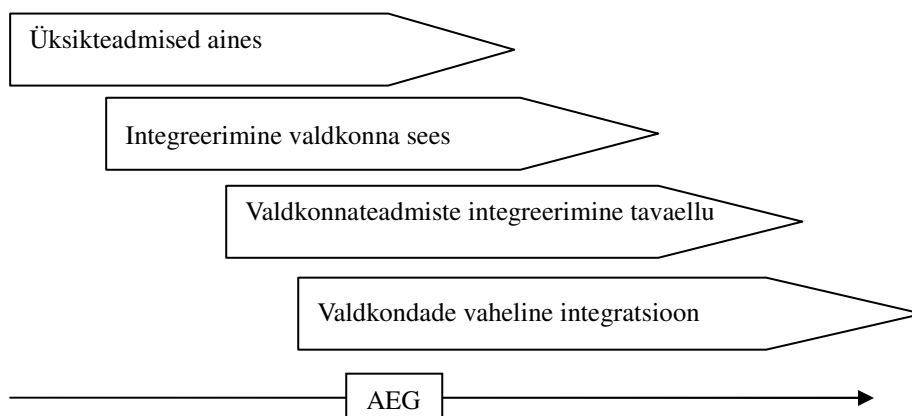 Üksikteadmised aines
Integreerimine valdkonna sees
Valdkonnateadmiste integreerimine tavaellu
Valdkondade vaheline integratsioon
AEG